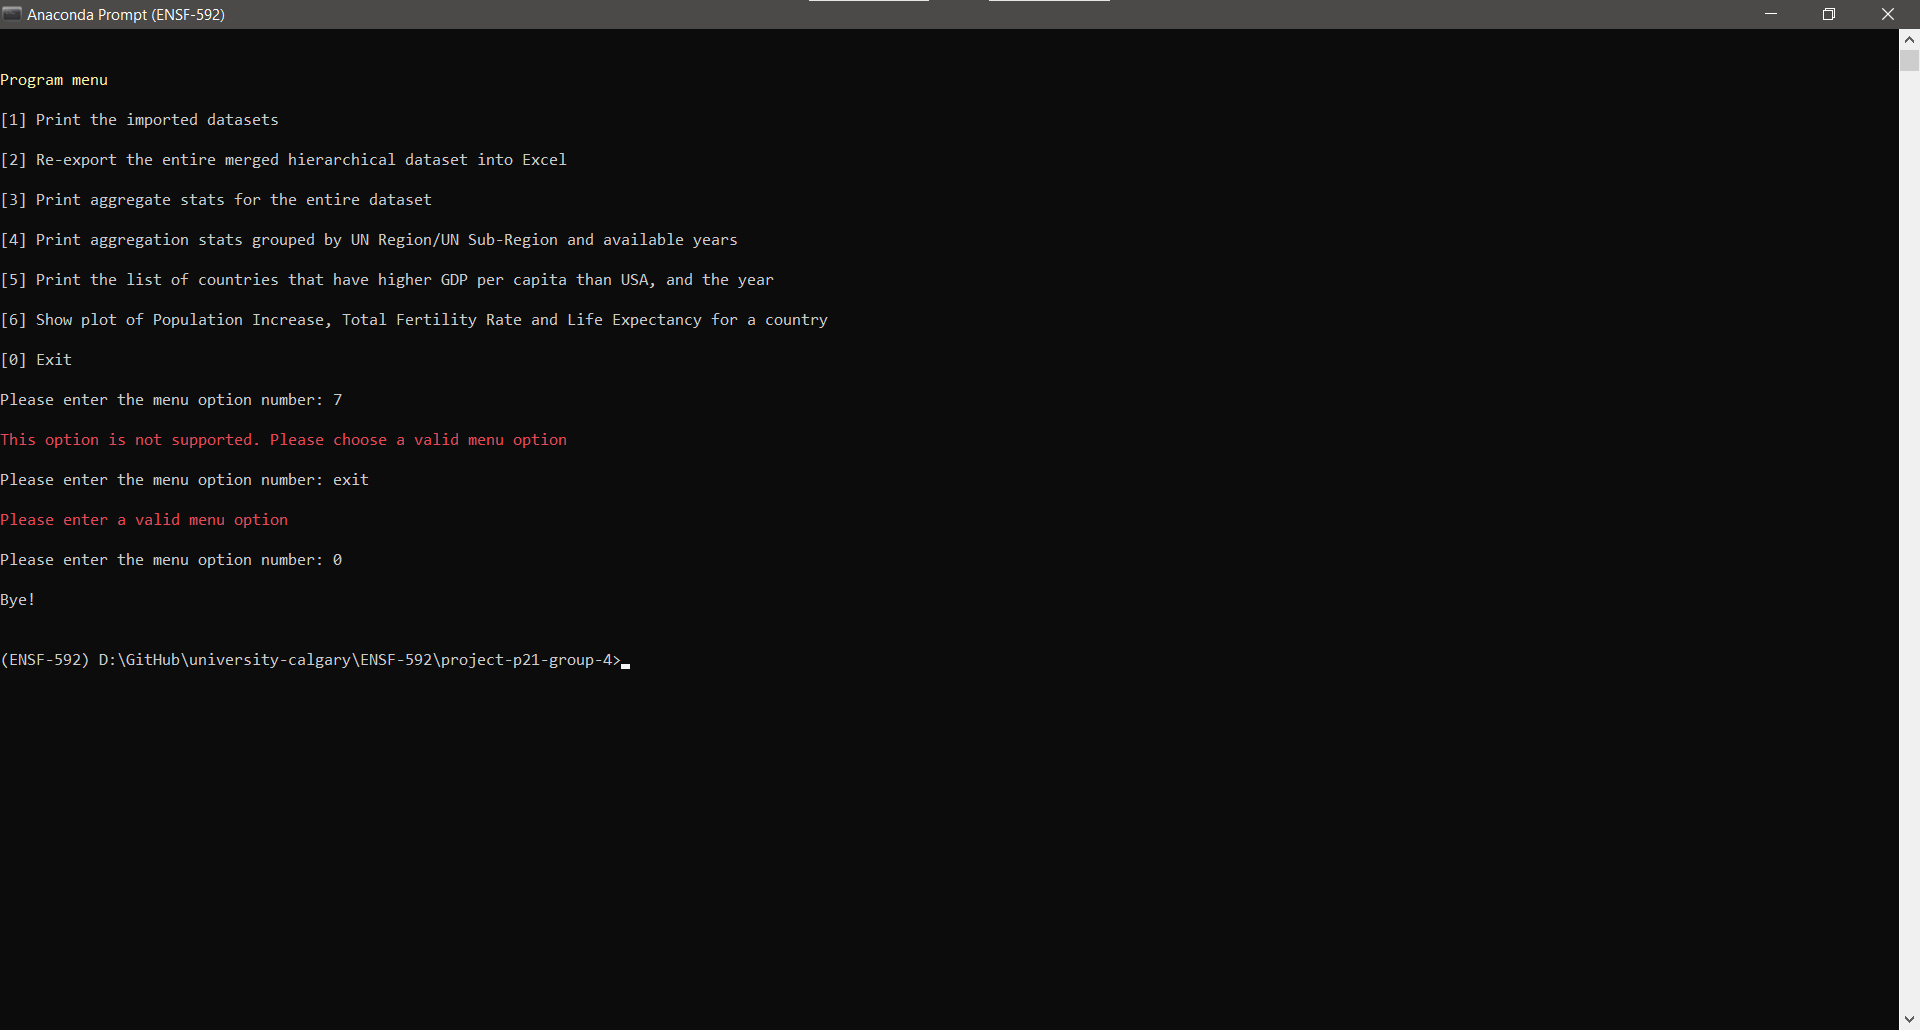 Anaconda Prompt (ENSF-592)
Program menu
[1] Print the imported datasets
[2] Re-export the entire merged hierarchical dataset into Excel
[3] Print aggregate stats for the entire dataset
[4] Print aggregation stats grouped by UN Region/UN Sub-Region and available years
[5] Print the list of countries that have higher GDP per capita than USA, and the year
[6] Show plot of Population Increase, Total Fertility Rate and Life Expectancy for a country
[0] Exit
Please enter the menu option number: 7
This option is not supported. Please choose a valid menu option
Please enter the menu option number: exit
Please enter a valid menu option
Please enter the menu option number: 0
Bye!
(ENSF-592) D:\GitHub\university-calgary\ENSF-592\project-p21-group-4>